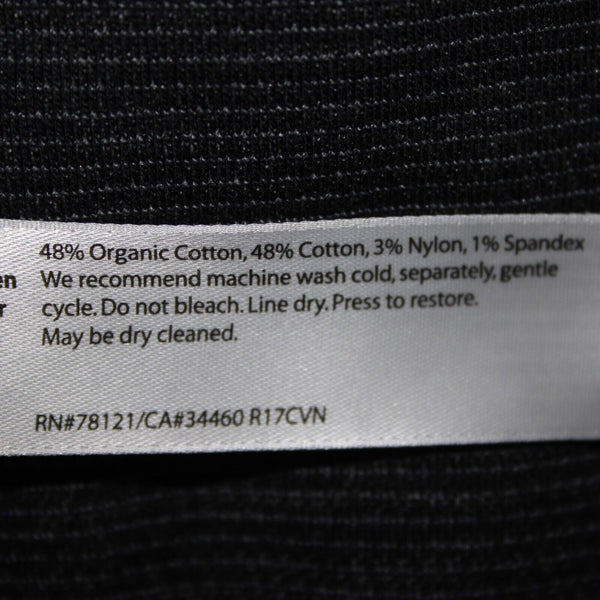 48% Organic Cotton, 48% Cotton, 3% Nylon, 1% Spandex
We recommend machine wash cold, separately, gentle
cycle. Do not bleach. Line dry. Press to restore.
May be dry cleaned.
RN#78121/CA#34460 R17CVN